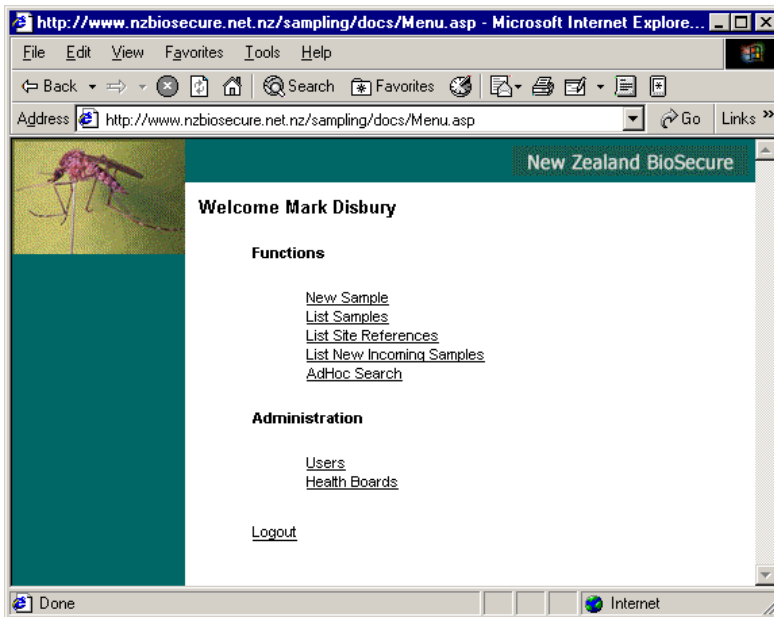 http://www.nzbiosecure.net.nz/sampling/docs/Menu.asp - Microsoft Internet Explore...
File Edit View Favorites Tools Help
Back Search Favorites
Address http://www.nzbiosecure.net.nz/sampling/docs/Menu.asp Go Links »
New Zealand BioSecure
Welcome Mark Disbury
Functions
New Sample
List Samples
List Site References
List New Incoming Samples
AdHoc Search
Administration
Users
Health Boards
Logout
Done Internet